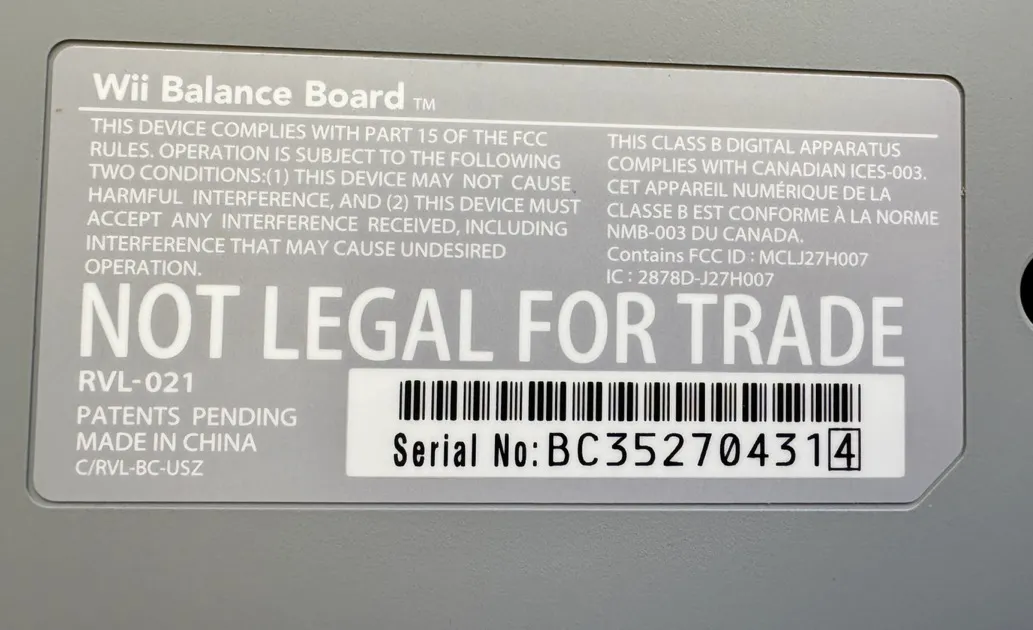 Wii Balance Board ™
THIS DEVICE COMPLIES WITH PART 15 OF THE FCC
RULES. OPERATION IS SUBJECT TO THE FOLLOWING
TWO CONDITIONS:(1) THIS DEVICE MAY NOT CAUSE
HARMFUL INTERFERENCE, AND (2) THIS DEVICE MUST
ACCEPT ANY INTERFERENCE RECEIVED, INCLUDING
INTERFERENCE THAT MAY CAUSE UNDESIRED
OPERATION.
THIS CLASS B DIGITAL APPARATUS
COMPLIES WITH CANADIAN ICES-003.
CET APPAREIL NUMÉRIQUE DE LA
CLASSE B EST CONFORME À LA NORME
NMB-003 DU CANADA.
Contains FCC ID : MCLJ27H007
IC : 2878D-J27H007
NOT LEGAL FOR TRADE
RVL-021
PATENTS PENDING
MADE IN CHINA
C/RVL-BC-USZ
Serial No:BC352704314